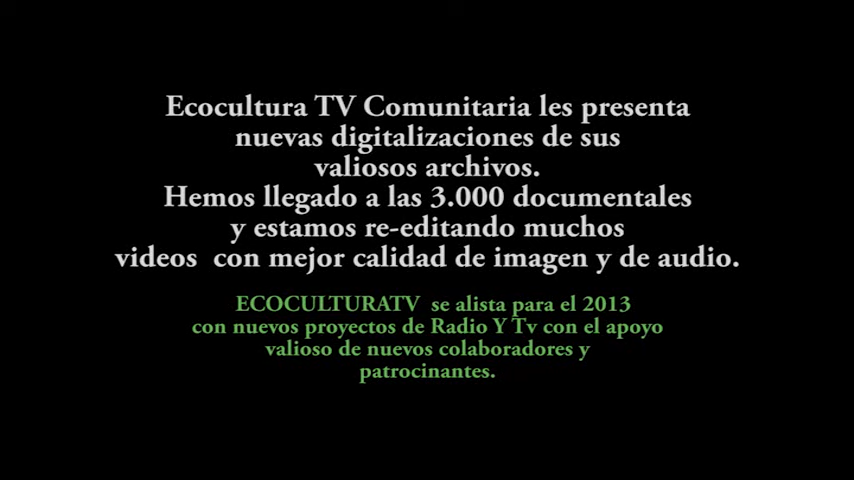 Ecocultura TV Comunitaria les presenta
nuevas digitalizaciones de sus
valiosos archivos.
Hemos llegado a las 3.000 documentales
y estamos re-editando muchos
videos  con mejor calidad de imagen y de audio.
ECOCULTURATV  se alista para el 2013
con nuevos proyectos de Radio Y Tv con el apoyo
valioso de nuevos colaboradores y
patrocinantes.